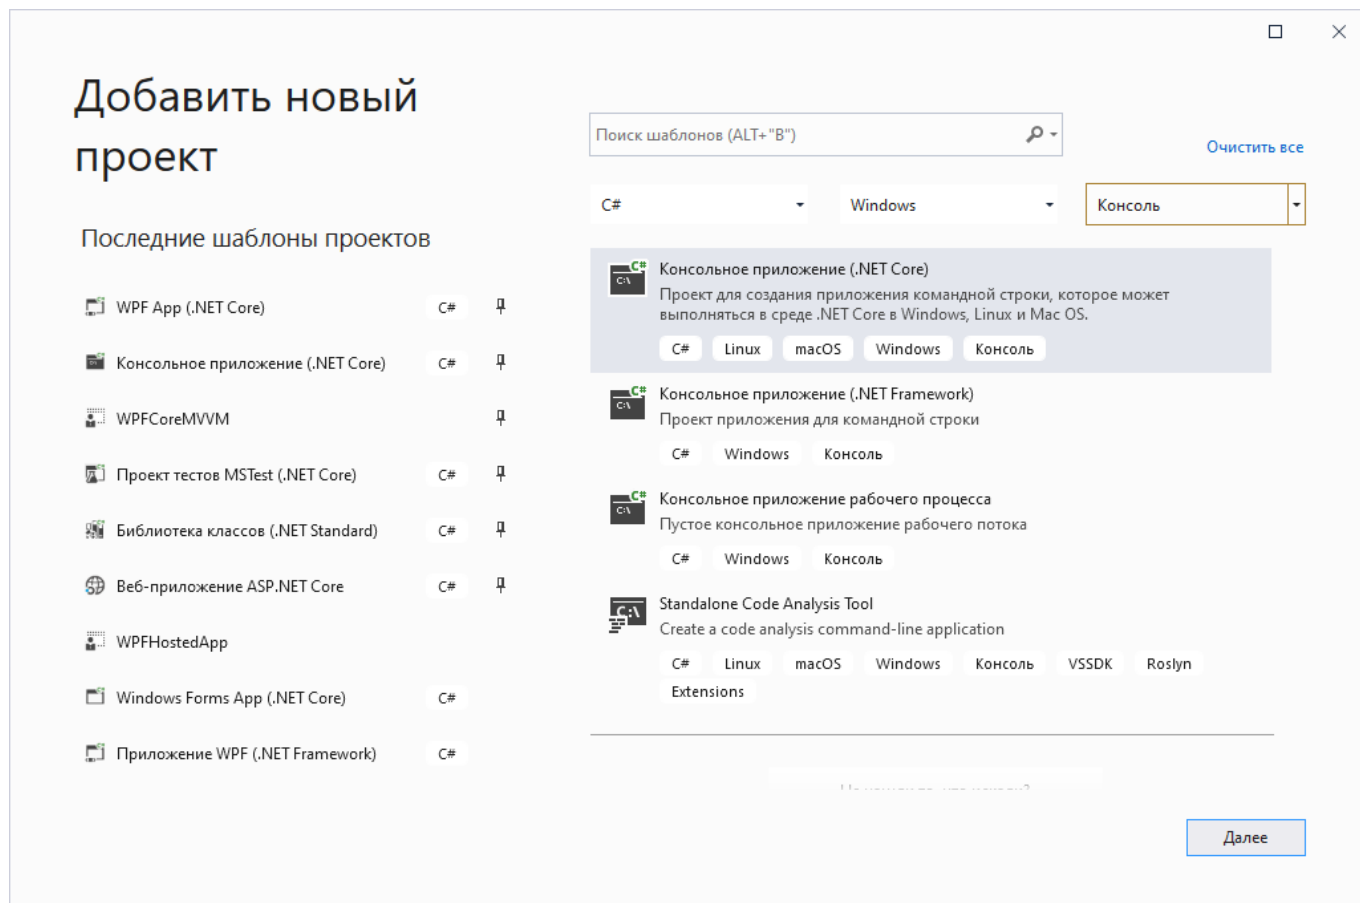 Добавить новый
проект
Последние шаблоны проектов
WPF App (.NET Core) C#
Консольное приложение (.NET Core) C#
WPFCoreMVVM
Проект тестов MSTest (.NET Core) C#
Библиотека классов (.NET Standard) C#
Веб-приложение ASP.NET Core C#
WPFHostedApp
Windows Forms App (.NET Core) C#
Приложение WPF (.NET Framework) C#
Поиск шаблонов (ALT+"В")
Очистить все
C# Windows Консоль
Консольное приложение (.NET Core)
Проект для создания приложения командной строки, которое может
выполняться в среде .NET Core в Windows, Linux и Mac OS.
C# Linux macOS Windows Консоль
Консольное приложение (.NET Framework)
Проект приложения для командной строки
C# Windows Консоль
Консольное приложение рабочего процесса
Пустое консольное приложение рабочего потока
C# Windows Консоль
Standalone Code Analysis Tool
Create a code analysis command-line application
C# Linux macOS Windows Консоль VSSDK Roslyn
Extensions
Далее